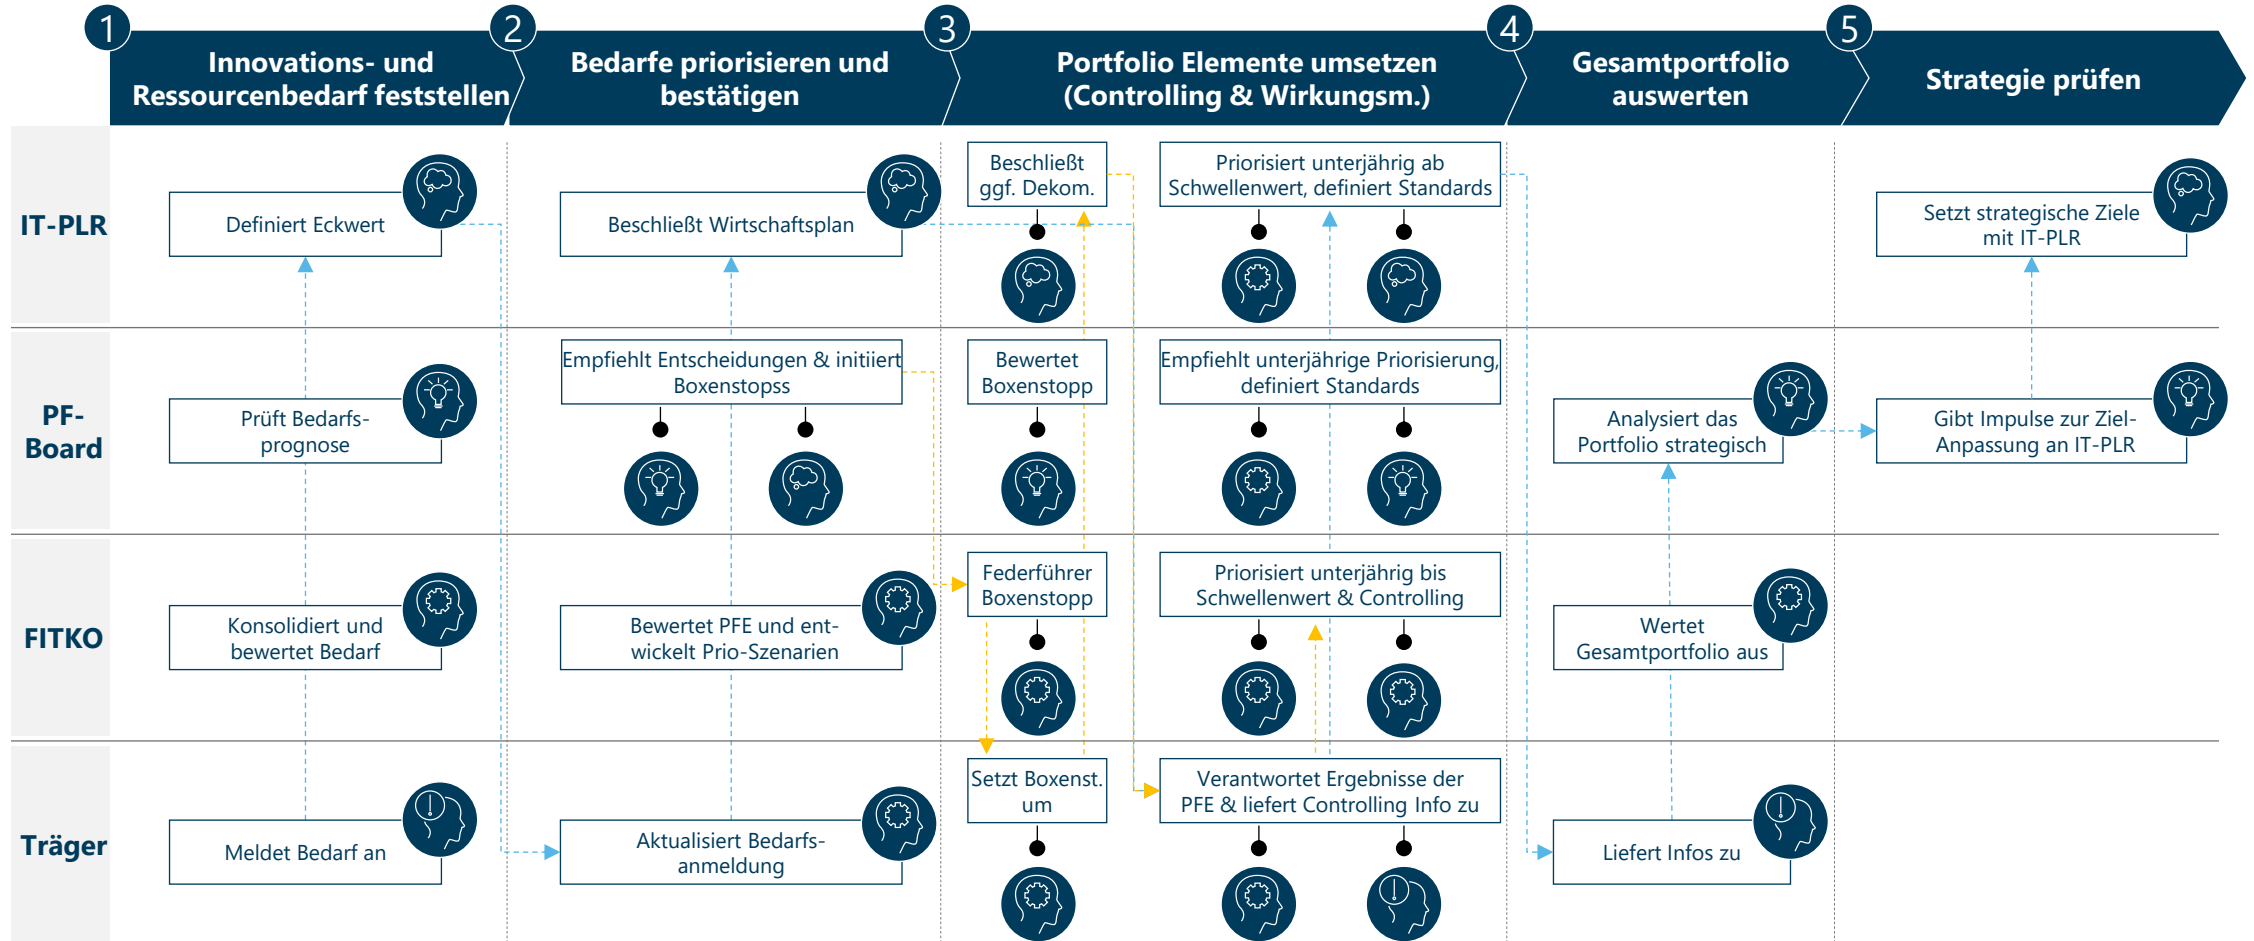 1
2
3
4
5
Innovations- und
Ressourcenbedarf feststellen
Bedarfe priorisieren und
bestätigen
Portfolio Elemente umsetzen
(Controlling & Wirkungsm.)
Gesamtportfolio
auswerten
Strategie prüfen
IT-PLR
Definiert Eckwert
Beschließt Wirtschaftsplan
Beschließt
ggf. Dekom.
Priorisiert unterjährig ab
Schwellenwert, definiert Standards
Setzt strategische Ziele
mit IT-PLR
PF-
Board
Prüft Bedarfs-
prognose
Empfiehlt Entscheidungen & initiiert
Boxenstopss
Bewertet
Boxenstopp
Empfiehlt unterjährige Priorisierung,
definiert Standards
Analysiert das
Portfolio strategisch
Gibt Impulse zur Ziel-
Anpassung an IT-PLR
FITKO
Konsolidiert und
bewertet Bedarf
Bewertet PFE und ent-
wickelt Prio-Szenarien
Federführer
Boxenstopp
Priorisiert unterjährig bis
Schwellenwert & Controlling
Wertet
Gesamtportfolio aus
Träger
Meldet Bedarf an
Aktualisiert Bedarfs-
anmeldung
Setzt Boxenst.
um
Verantwortet Ergebnisse der
PFE & liefert Controlling Info zu
Liefert Infos zu